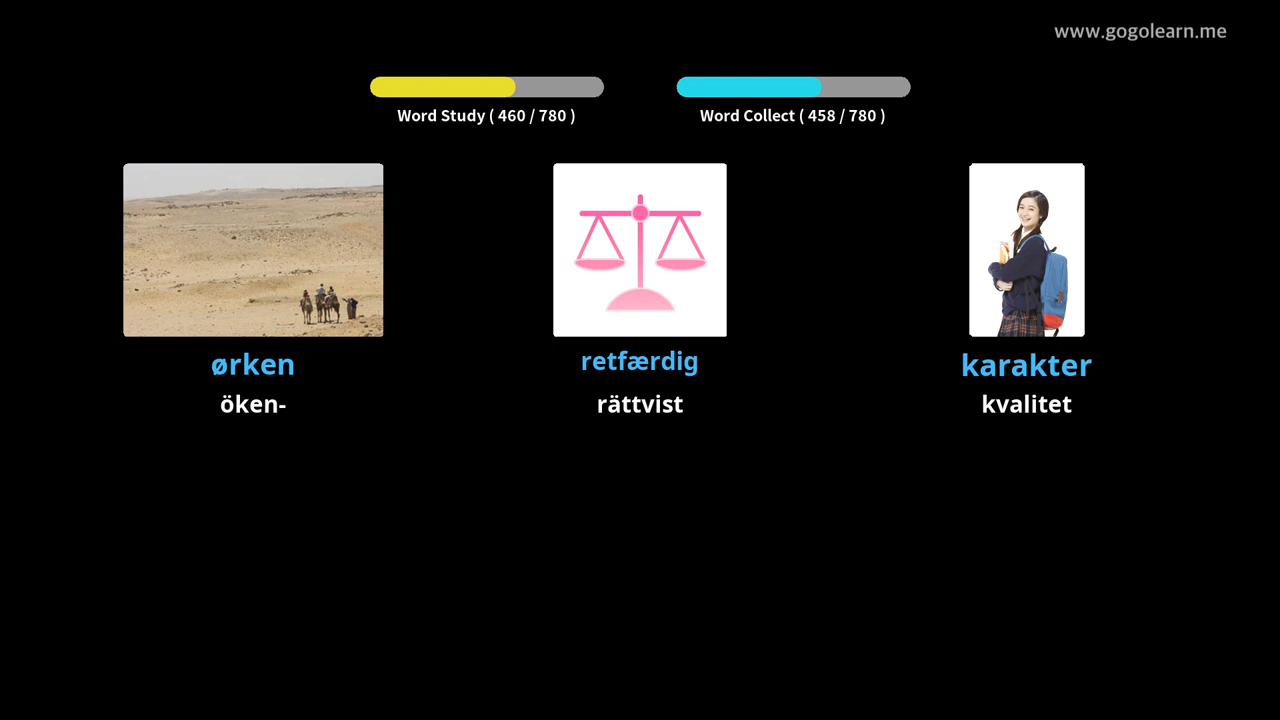 www.gogolearn.me
Word Study ( 460 / 780 )
Word Collect ( 458 / 780 )
ørken
retfærdig
karakter
öken-
rättvist
kvalitet